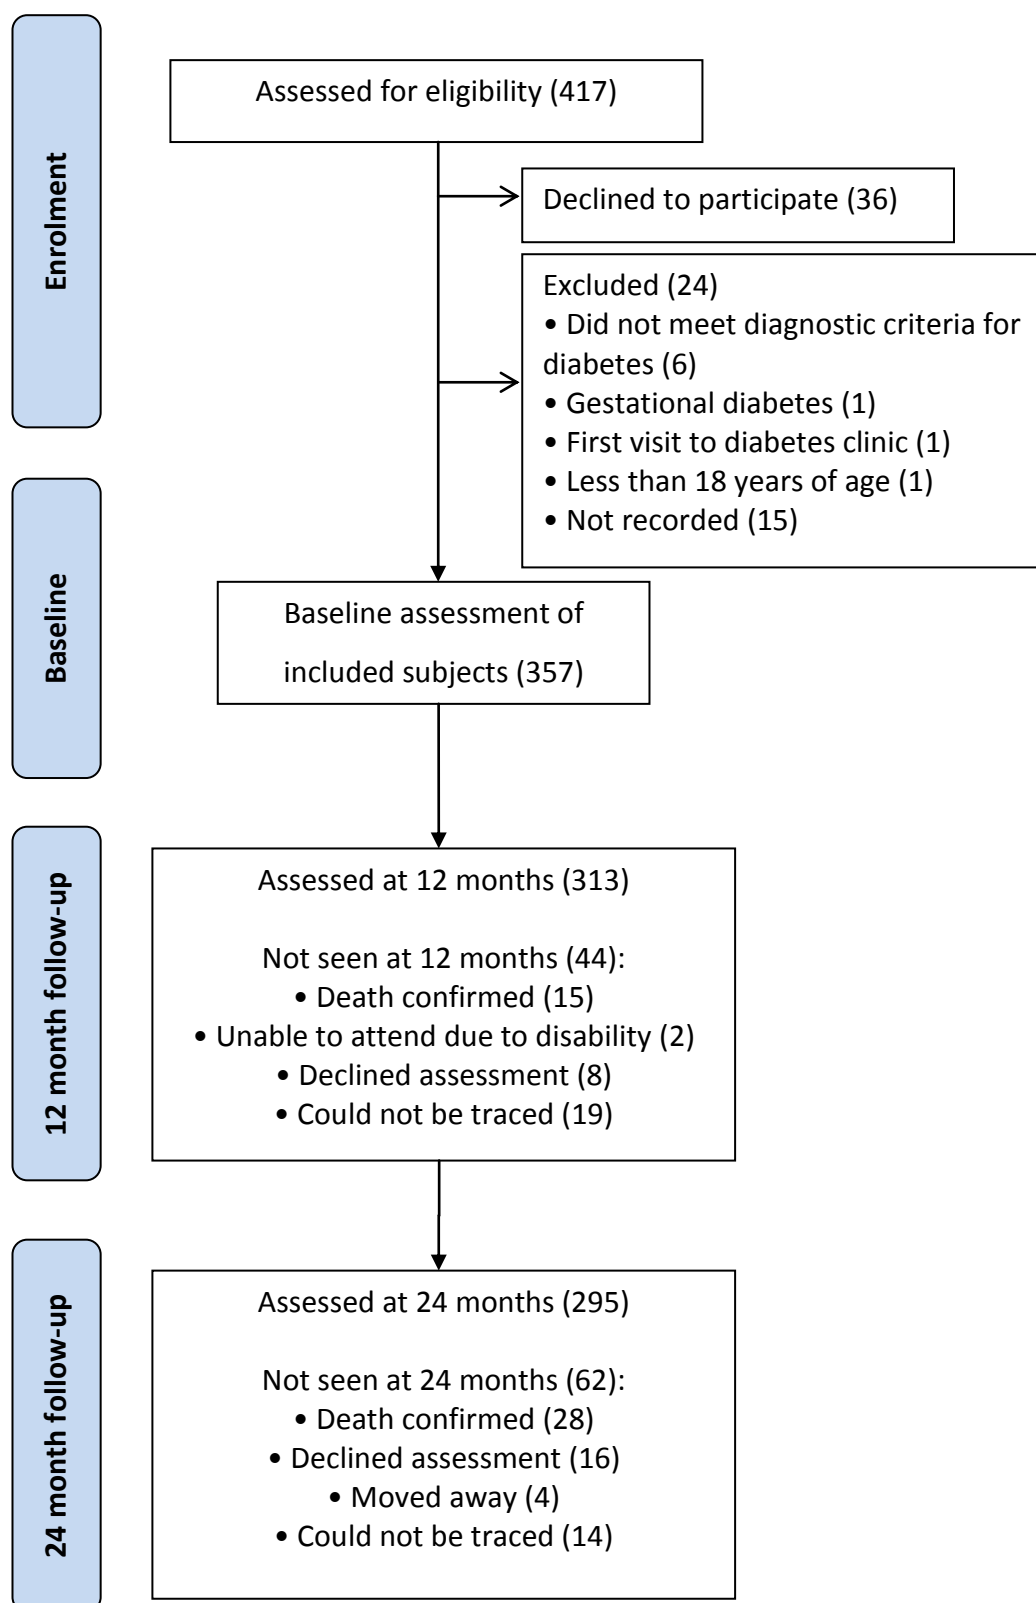 Enrolment
Assessed for eligibility (417)
Declined to participate (36)
Excluded (24)
• Did not meet diagnostic criteria for
diabetes (6)
• Gestational diabetes (1)
• First visit to diabetes clinic (1)
• Less than 18 years of age (1)
• Not recorded (15)
Baseline
Baseline assessment of
included subjects (357)
12 month follow-up
Assessed at 12 months (313)
Not seen at 12 months (44):
• Death confirmed (15)
• Unable to attend due to disability (2)
• Declined assessment (8)
• Could not be traced (19)
24 month follow-up
Assessed at 24 months (295)
Not seen at 24 months (62):
• Death confirmed (28)
• Declined assessment (16)
• Moved away (4)
• Could not be traced (14)